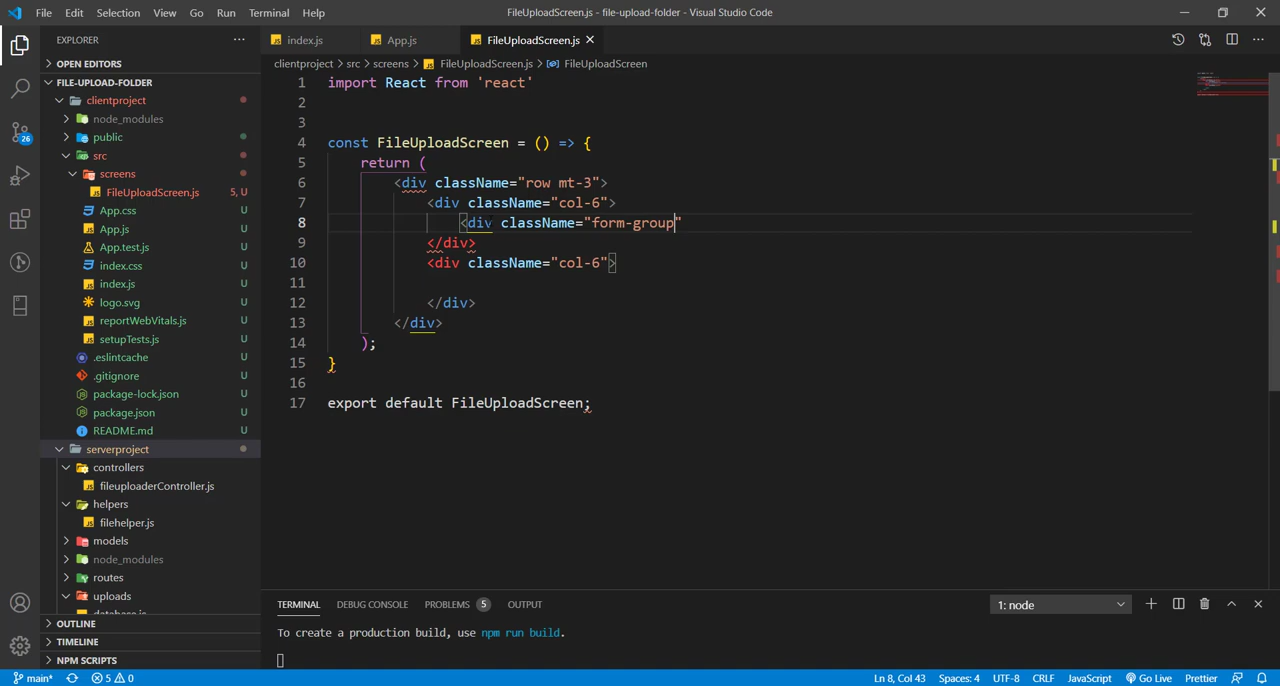 File Edit Selection View Go Run Terminal Help FileUploadScreen.js - file-upload-folder - Visual Studio Code
EXPLORER ··· index.js App.js FileUploadScreen.js
OPEN EDITORS clientproject > src > screens > FileUploadScreen.js > FileUploadScreen
FILE-UPLOAD-FOLDER
clientproject
node_modules
public
src
screens
FileUploadScreen.js 5, U
App.css U
App.js U
App.test.js U
index.css U
index.js U
logo.svg U
reportWebVitals.js U
setupTests.js U
.eslintcache U
.gitignore U
package-lock.json U
package.json U
README.md U
serverproject
controllers
fileuploaderController.js
helpers
filehelper.js
models
node_modules
routes
uploads
database.js
OUTLINE
TIMELINE
NPM SCRIPTS
26
1 import React from 'react'
2
3
4 const FileUploadScreen = () => {
5 return (
6 <div className="row mt-3">
7 <div className="col-6">
8 <div className="form-group"
9 </div>
10 <div className="col-6">
11
12 </div>
13 </div>
14 );
15 }
16
17 export default FileUploadScreen;
TERMINAL DEBUG CONSOLE PROBLEMS 5 OUTPUT 1: node
To create a production build, use npm run build.
main* 5 0 Ln 8, Col 43 Spaces: 4 UTF-8 CRLF JavaScript Go Live Prettier